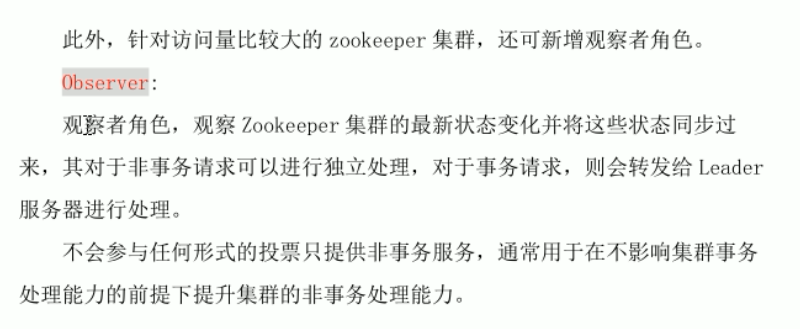 此外，针对访问量比较大的 zookeeper 集群，还可新增观察者角色。
Observer:
观察者角色，观察 Zookeeper 集群的最新状态变化并将这些状态同步过
来，其对于非事务请求可以进行独立处理，对于事务请求，则会转发给 Leader
服务器进行处理。
不会参与任何形式的投票只提供非事务服务，通常用于在不影响集群事务
处理能力的前提下提升集群的非事务处理能力。